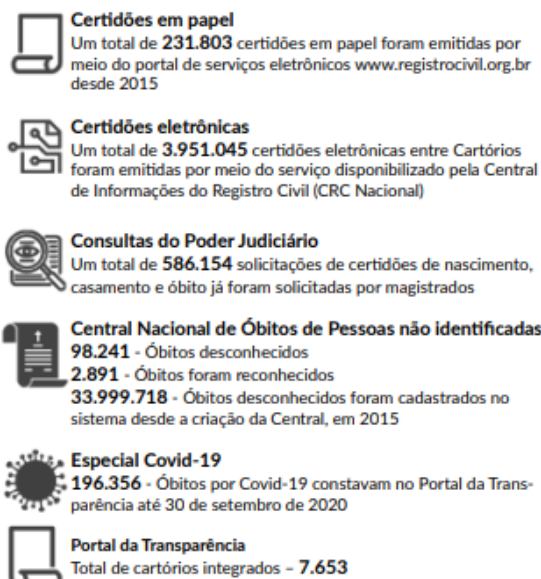 Certidões em papel
Um total de 231.803 certidões em papel foram emitidas por
meio do portal de serviços eletrônicos www.registrocivil.org.br
desde 2015
Certidões eletrônicas
Um total de 3.951.045 certidões eletrônicas entre Cartórios
foram emitidas por meio do serviço disponibilizado pela Central
de Informações do Registro Civil (CRC Nacional)
Consultas do Poder Judiciário
Um total de 586.154 solicitações de certidões de nascimento,
casamento e óbito já foram solicitadas por magistrados
Central Nacional de Óbitos de Pessoas não identificadas
98.241 - Óbitos desconhecidos
2.891 - Óbitos foram reconhecidos
33.999.718 - Óbitos desconhecidos foram cadastrados no
sistema desde a criação da Central, em 2015
Especial Covid-19
196.356 - Óbitos por Covid-19 constavam no Portal da Trans-
parência até 30 de setembro de 2020
Portal da Transparência
Total de cartórios integrados – 7.653